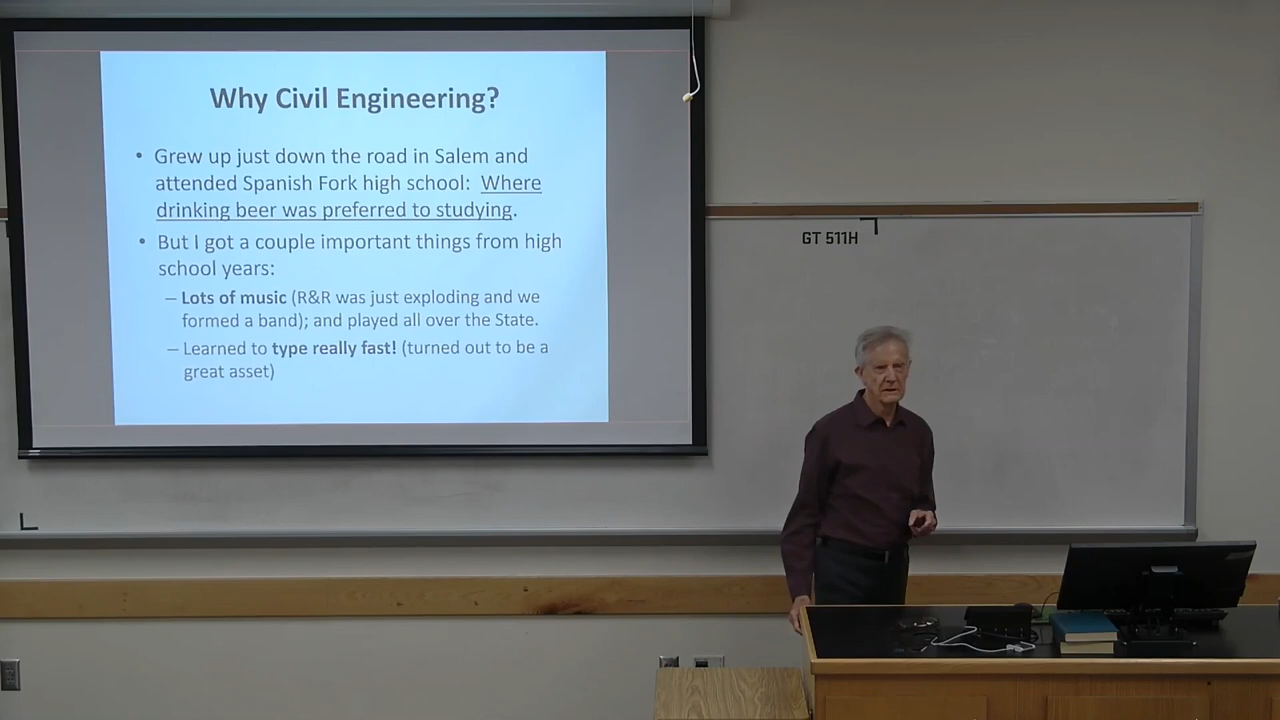 Why Civil Engineering?
• Grew up just down the road in Salem and
attended Spanish Fork high school: Where
drinking beer was preferred to studying.
• But I got a couple important things from high
school years:
– Lots of music (R&R was just exploding and we
formed a band); and played all over the State.
– Learned to type really fast! (turned out to be a
great asset)
GT 511H